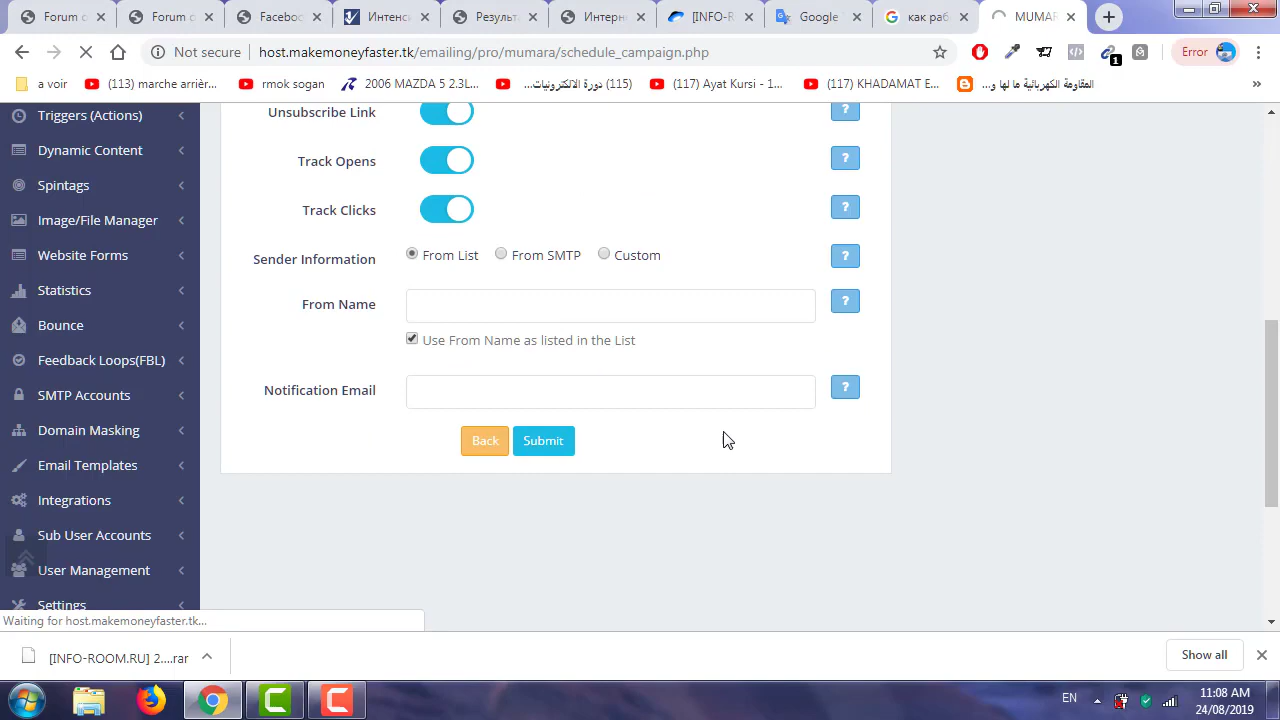 Forum c
Forum c
Facebo
Интенс
Резуль
Интерн
[INFO-R
Google
как раб
MUMAR
Not secure
host.makemoneyfaster.tk/emailing/pro/mumara/schedule_campaign.php
1
Error
a voir
(113) marche arrièr...
rmok sogan
2006 MAZDA 5 2.3L...
(115) دورة الالكترونيات...
(117) Ayat Kursi - 1...
(117) KHADAMAT E...
المقاومة الكهربائية ما لها و...
»
Triggers (Actions)
Dynamic Content
Spintags
Image/File Manager
Website Forms
Statistics
Bounce
Feedback Loops(FBL)
SMTP Accounts
Domain Masking
Email Templates
Integrations
Sub User Accounts
User Management
Settings
Unsubscribe Link ?
Track Opens ?
Track Clicks ?
Sender Information From List From SMTP Custom ?
From Name ?
Use From Name as listed in the List
Notification Email ?
Back Submit
Waiting for host.makemoneyfaster.tk...
[INFO-ROOM.RU] 2....rar
Show all
EN
11:08 AM
24/08/2019